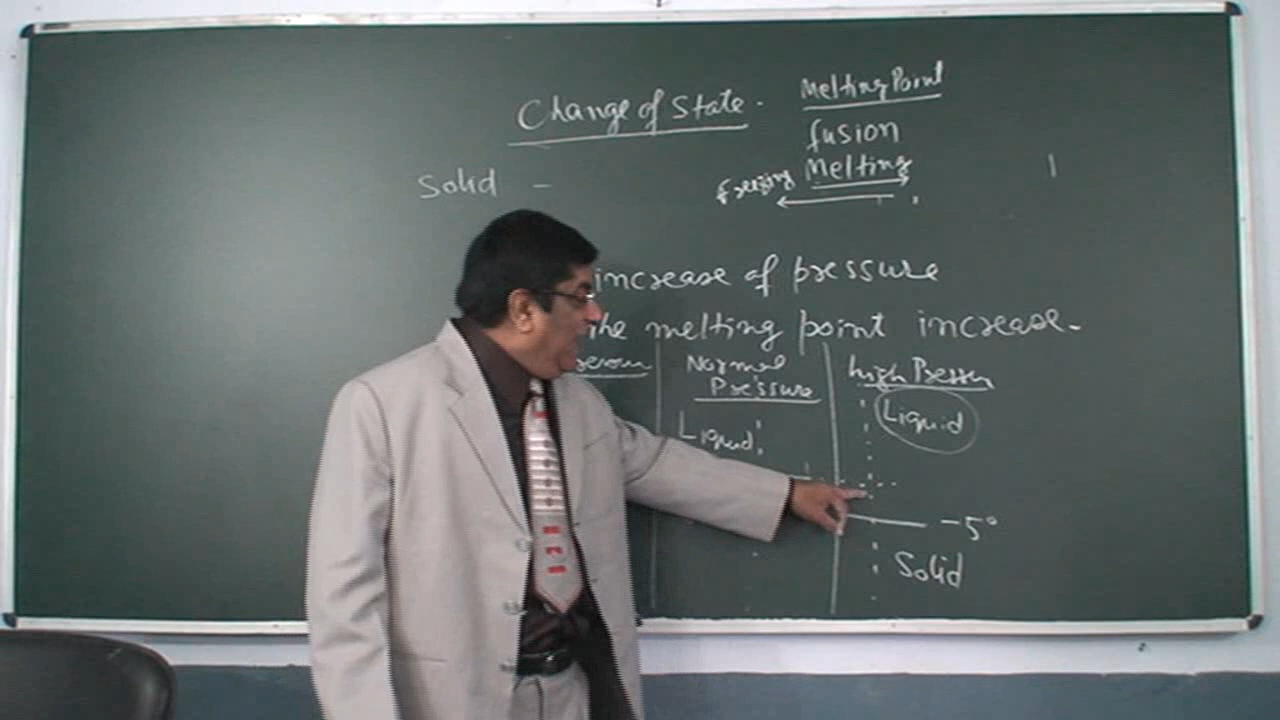 Change of State. Melting Point
fusion
Solid - freezing Melting
increase of pressure
the melting point increase.
Normal high Pressu
Pressure
Liquid Liquid
-5°
Solid